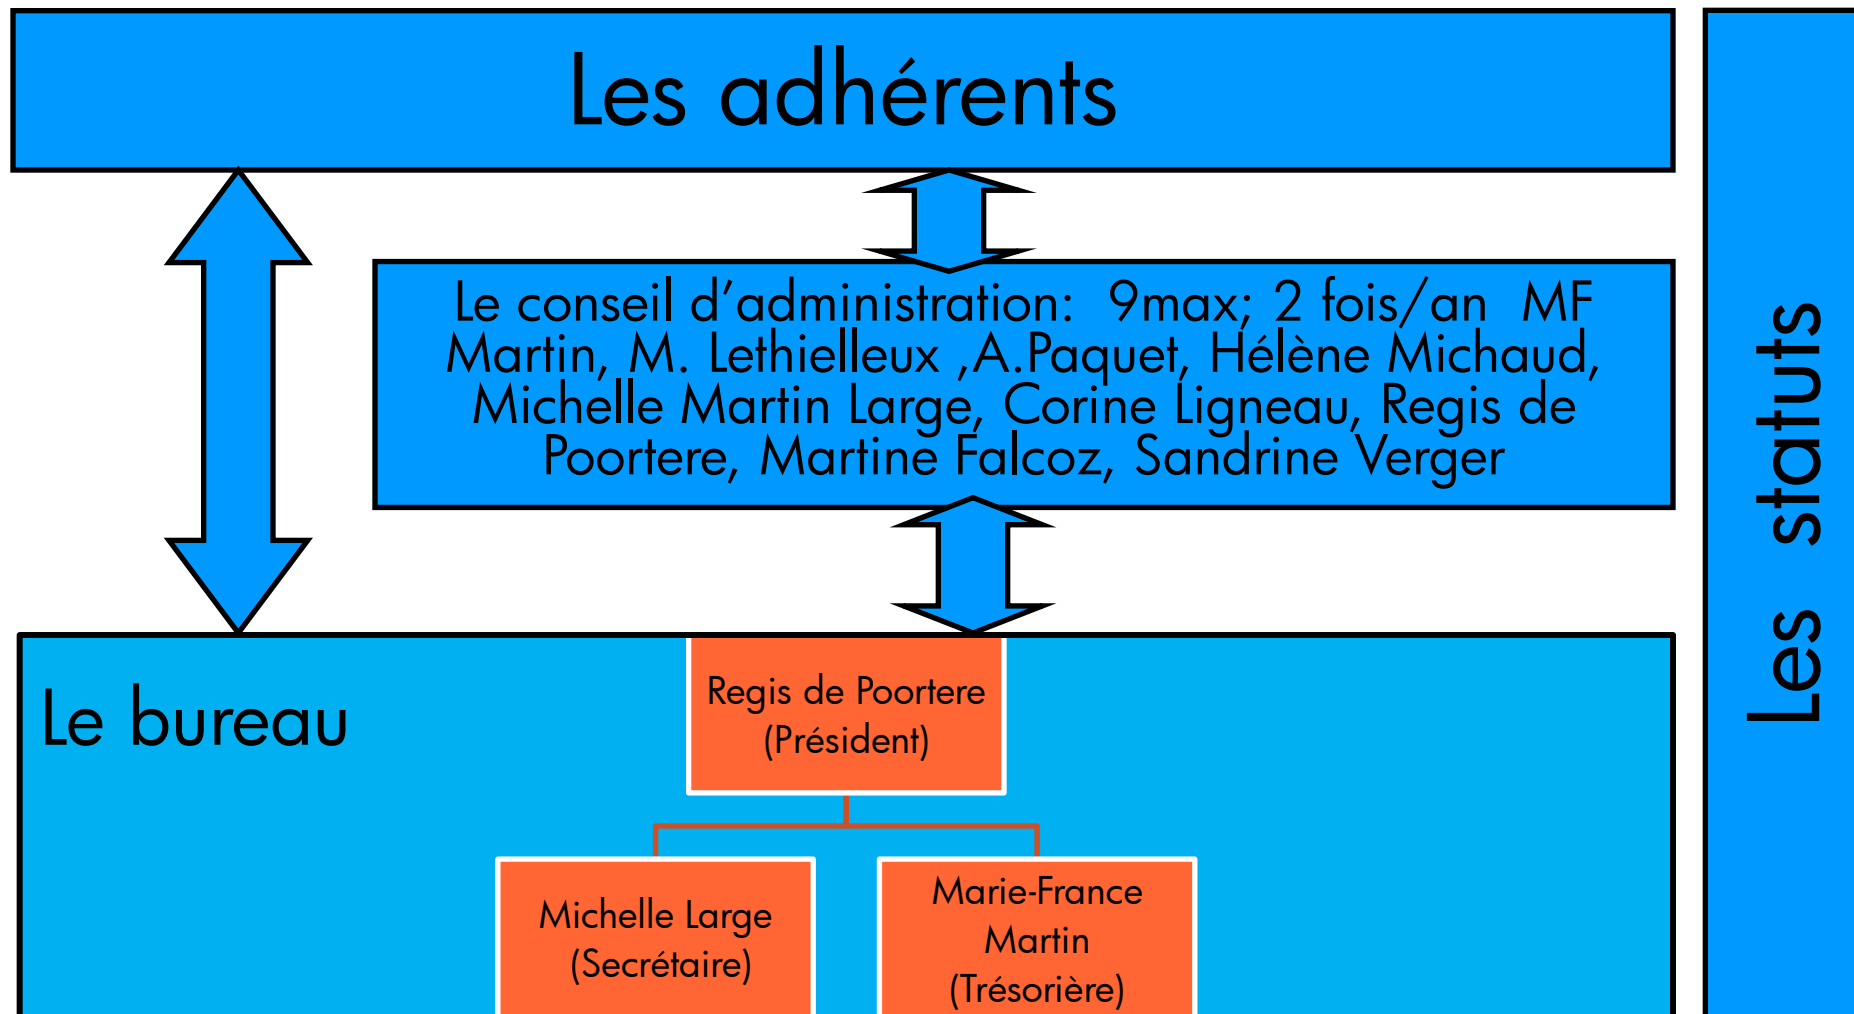 Les adhérents
Le conseil d’administration:  9max; 2 fois/an  MF
Martin, M. Lethielleux ,A.Paquet, Hélène Michaud,
Michelle Martin Large, Corine Ligneau, Regis de
Poortere, Martine Falcoz, Sandrine Verger
Le bureau
Regis de Poortere
(Président)
Michelle Large
(Secrétaire)
Marie-France
Martin
(Trésorière)
Les  statuts